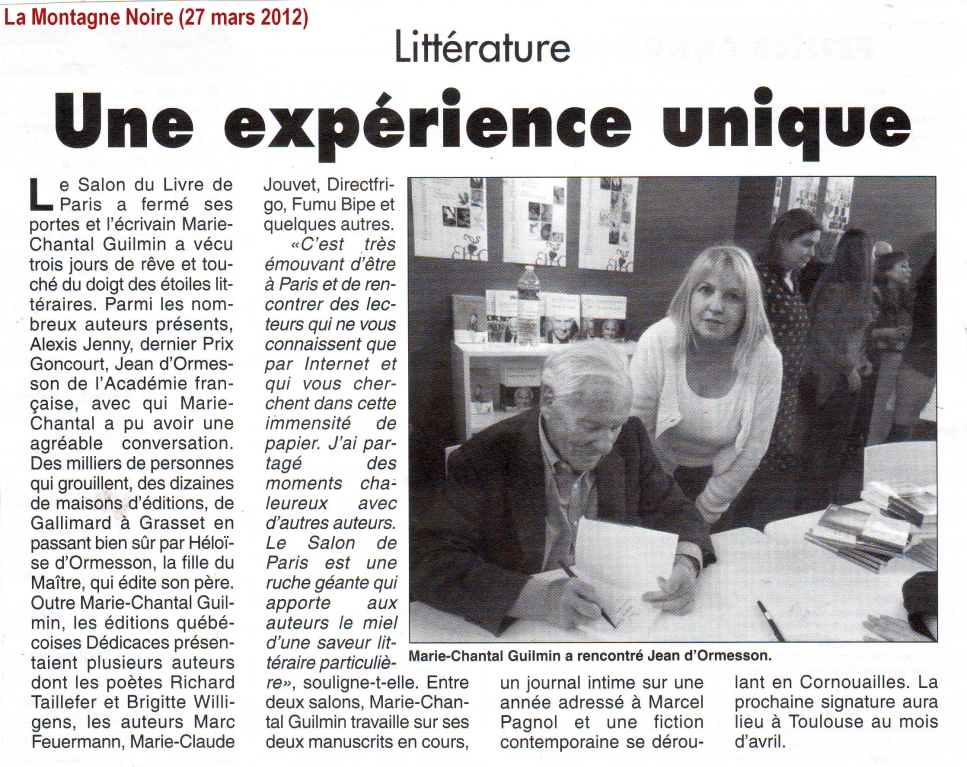 La Montagne Noire (27 mars 2012)
Littérature
Une expérience unique
Le Salon du Livre de
Paris a fermé ses
portes et l'écrivain Marie-
Chantal Guilmin a vécu
trois jours de rêve et tou-
ché du doigt des étoiles lit-
téraires. Parmi les nom-
breux auteurs présents,
Alexis Jenny, dernier Prix
Goncourt, Jean d'Ormes-
son de l'Académie fran-
çaise, avec qui Marie-
Chantal a pu avoir une
agréable conversation.
Des milliers de personnes
qui grouillent, des dizaines
de maisons d'éditions, de
Gallimard à Grasset en
passant bien sûr par Héloï-
se d'Ormesson, la fille du
Maître, qui édite son père.
Outre Marie-Chantal Guil-
min, les éditions québé-
coises Dédicaces présen-
taient plusieurs auteurs
dont les poètes Richard
Taillefer et Brigitte Willi-
gens, les auteurs Marc
Feuermann, Marie-Claude
Jouvet, Directfri-
go, Fumu Bipe et
quelques autres.
«C'est très
émouvant d'être
à Paris et de ren-
contrer des lec-
teurs qui ne vous
connaissent que
par Internet et
qui vous cher-
chent dans cette
immensité de
papier. J'ai par-
tagé des
moments cha-
leureux avec
d'autres auteurs.
Le Salon de
Paris est une
ruche géante qui
apporte aux
auteurs le miel
d'une saveur lit-
téraire particuliè-
re», souligne-t-elle. Entre
deux salons, Marie-Chan-
tal Guilmin travaille sur ses
deux manuscrits en cours,
Marie-Chantal Guilmin a rencontré Jean d'Ormesson.
un journal intime sur une
année adressé à Marcel
Pagnol et une fiction
contemporaine se dérou-
lant en Cornouailles. La
prochaine signature aura
lieu à Toulouse au mois
d'avril.